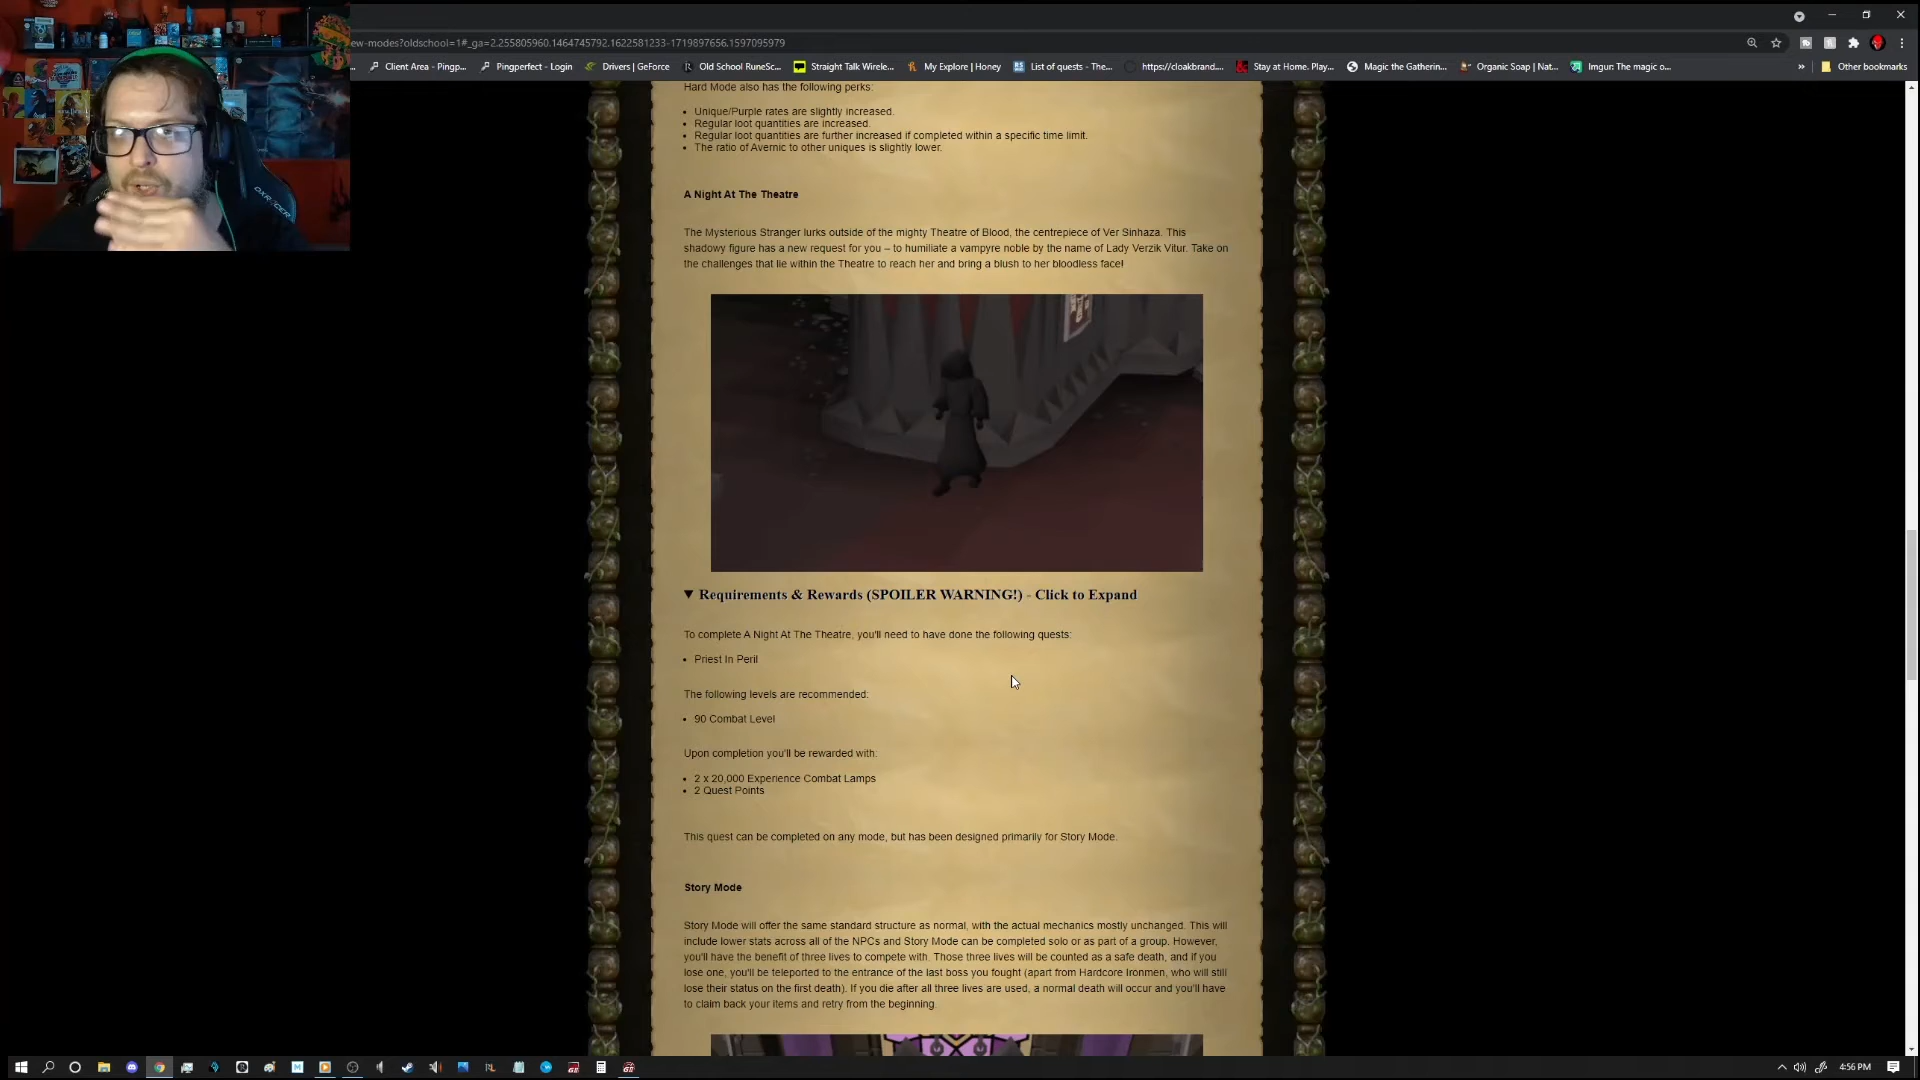 ew-modes?oldschool=1#_ga=2.255805960.1464745792.1622581233-1719897656.1597095979
Client Area - Pingp... Pingperfect - Login Drivers | GeForce Old School RuneSc... Straight Talk Wirele... My Explore | Honey List of quests - The... https://cloakbrand.... Stay at Home. Play... Magic the Gatherin... Organic Soap | Nat... Imgur: The magic o... » Other bookmarks
Hard Mode also has the following perks:
• Unique/Purple rates are slightly increased.
• Regular loot quantities are increased.
• Regular loot quantities are further increased if completed within a specific time limit.
• The ratio of Avernic to other uniques is slightly lower.
A Night At The Theatre
The Mysterious Stranger lurks outside of the mighty Theatre of Blood, the centrepiece of Ver Sinhaza. This
shadowy figure has a new request for you – to humiliate a vampyre noble by the name of Lady Verzik Vitur. Take on
the challenges that lie within the Theatre to reach her and bring a blush to her bloodless face!
▼ Requirements & Rewards (SPOILER WARNING!) - Click to Expand
To complete A Night At The Theatre, you'll need to have done the following quests:
• Priest In Peril
The following levels are recommended:
• 90 Combat Level
Upon completion you'll be rewarded with:
• 2 x 20,000 Experience Combat Lamps
• 2 Quest Points
This quest can be completed on any mode, but has been designed primarily for Story Mode.
Story Mode
Story Mode will offer the same standard structure as normal, with the actual mechanics mostly unchanged. This will
include lower stats across all of the NPCs and Story Mode can be completed solo or as part of a group. However,
you'll have the benefit of three lives to compete with. Those three lives will be counted as a safe death, and if you
lose one, you'll be teleported to the entrance of the last boss you fought (apart from Hardcore Ironmen, who will still
lose their status on the first death). If you die after all three lives are used, a normal death will occur and you'll have
to claim back your items and retry from the beginning.
DXRACER
4:56 PM